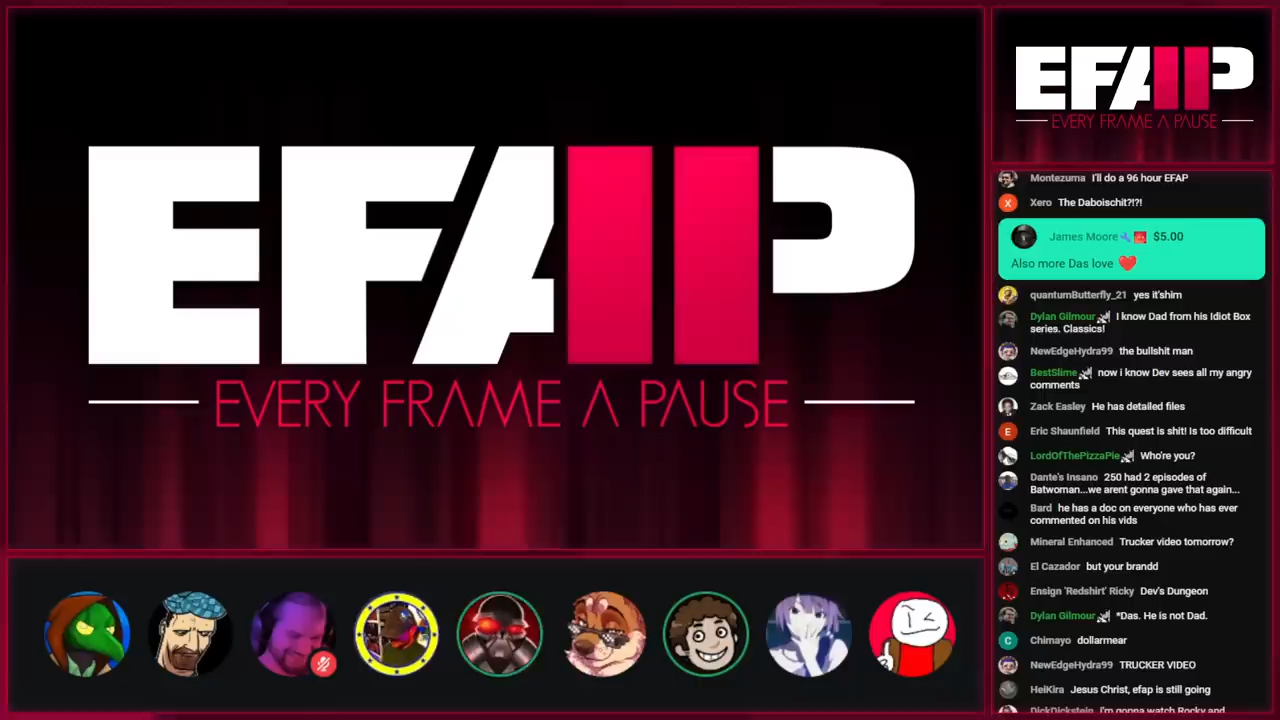 EFAP
EVERY FRAME A PAUSE
EFAP
EVERY FRAME A PAUSE
Montezuma I'll do a 96 hour EFAP
X Xero The Daboischit?!?!
James Moore $5.00
Also more Das love ❤️
quantumButterfly_21 yes it'shim
Dylan Gilmour I know Dad from his Idiot Box
series. Classics!
NewEdgeHydra99 the bullshit man
BestSlime now i know Dev sees all my angry
comments
Zack Easley He has detailed files
E Eric Shaunfield This quest is shit! Is too difficult
LordOfThePizzaPie Who're you?
Dante's Insano 250 had 2 episodes of
Batwoman...we arent gonna gave that again...
Bard he has a doc on everyone who has ever
commented on his vids
Mineral Enhanced Trucker video tomorrow?
El Cazador but your brandd
Ensign 'Redshirt' Ricky Dev's Dungeon
Dylan Gilmour *Das. He is not Dad.
C Chimayo dollarmear
NewEdgeHydra99 TRUCKER VIDEO
HeiKira Jesus Christ, efap is still going
DickDickstein I'm gonna watch Rocky and